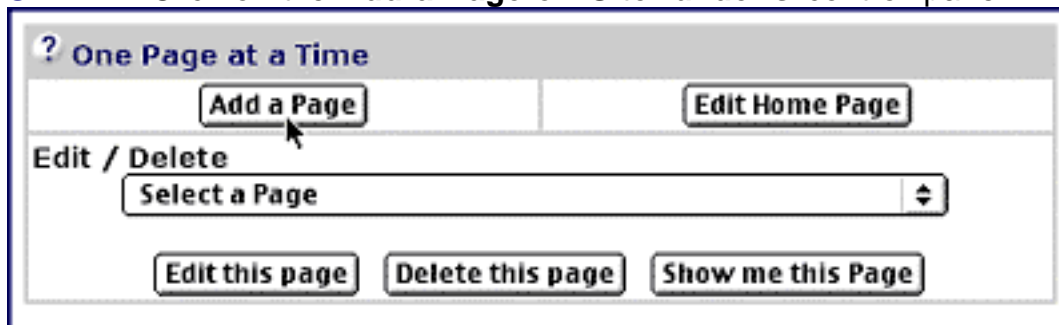 ? One Page at a Time
Add a Page Edit Home Page
Edit / Delete
Select a Page
Edit this page Delete this page Show me this Page